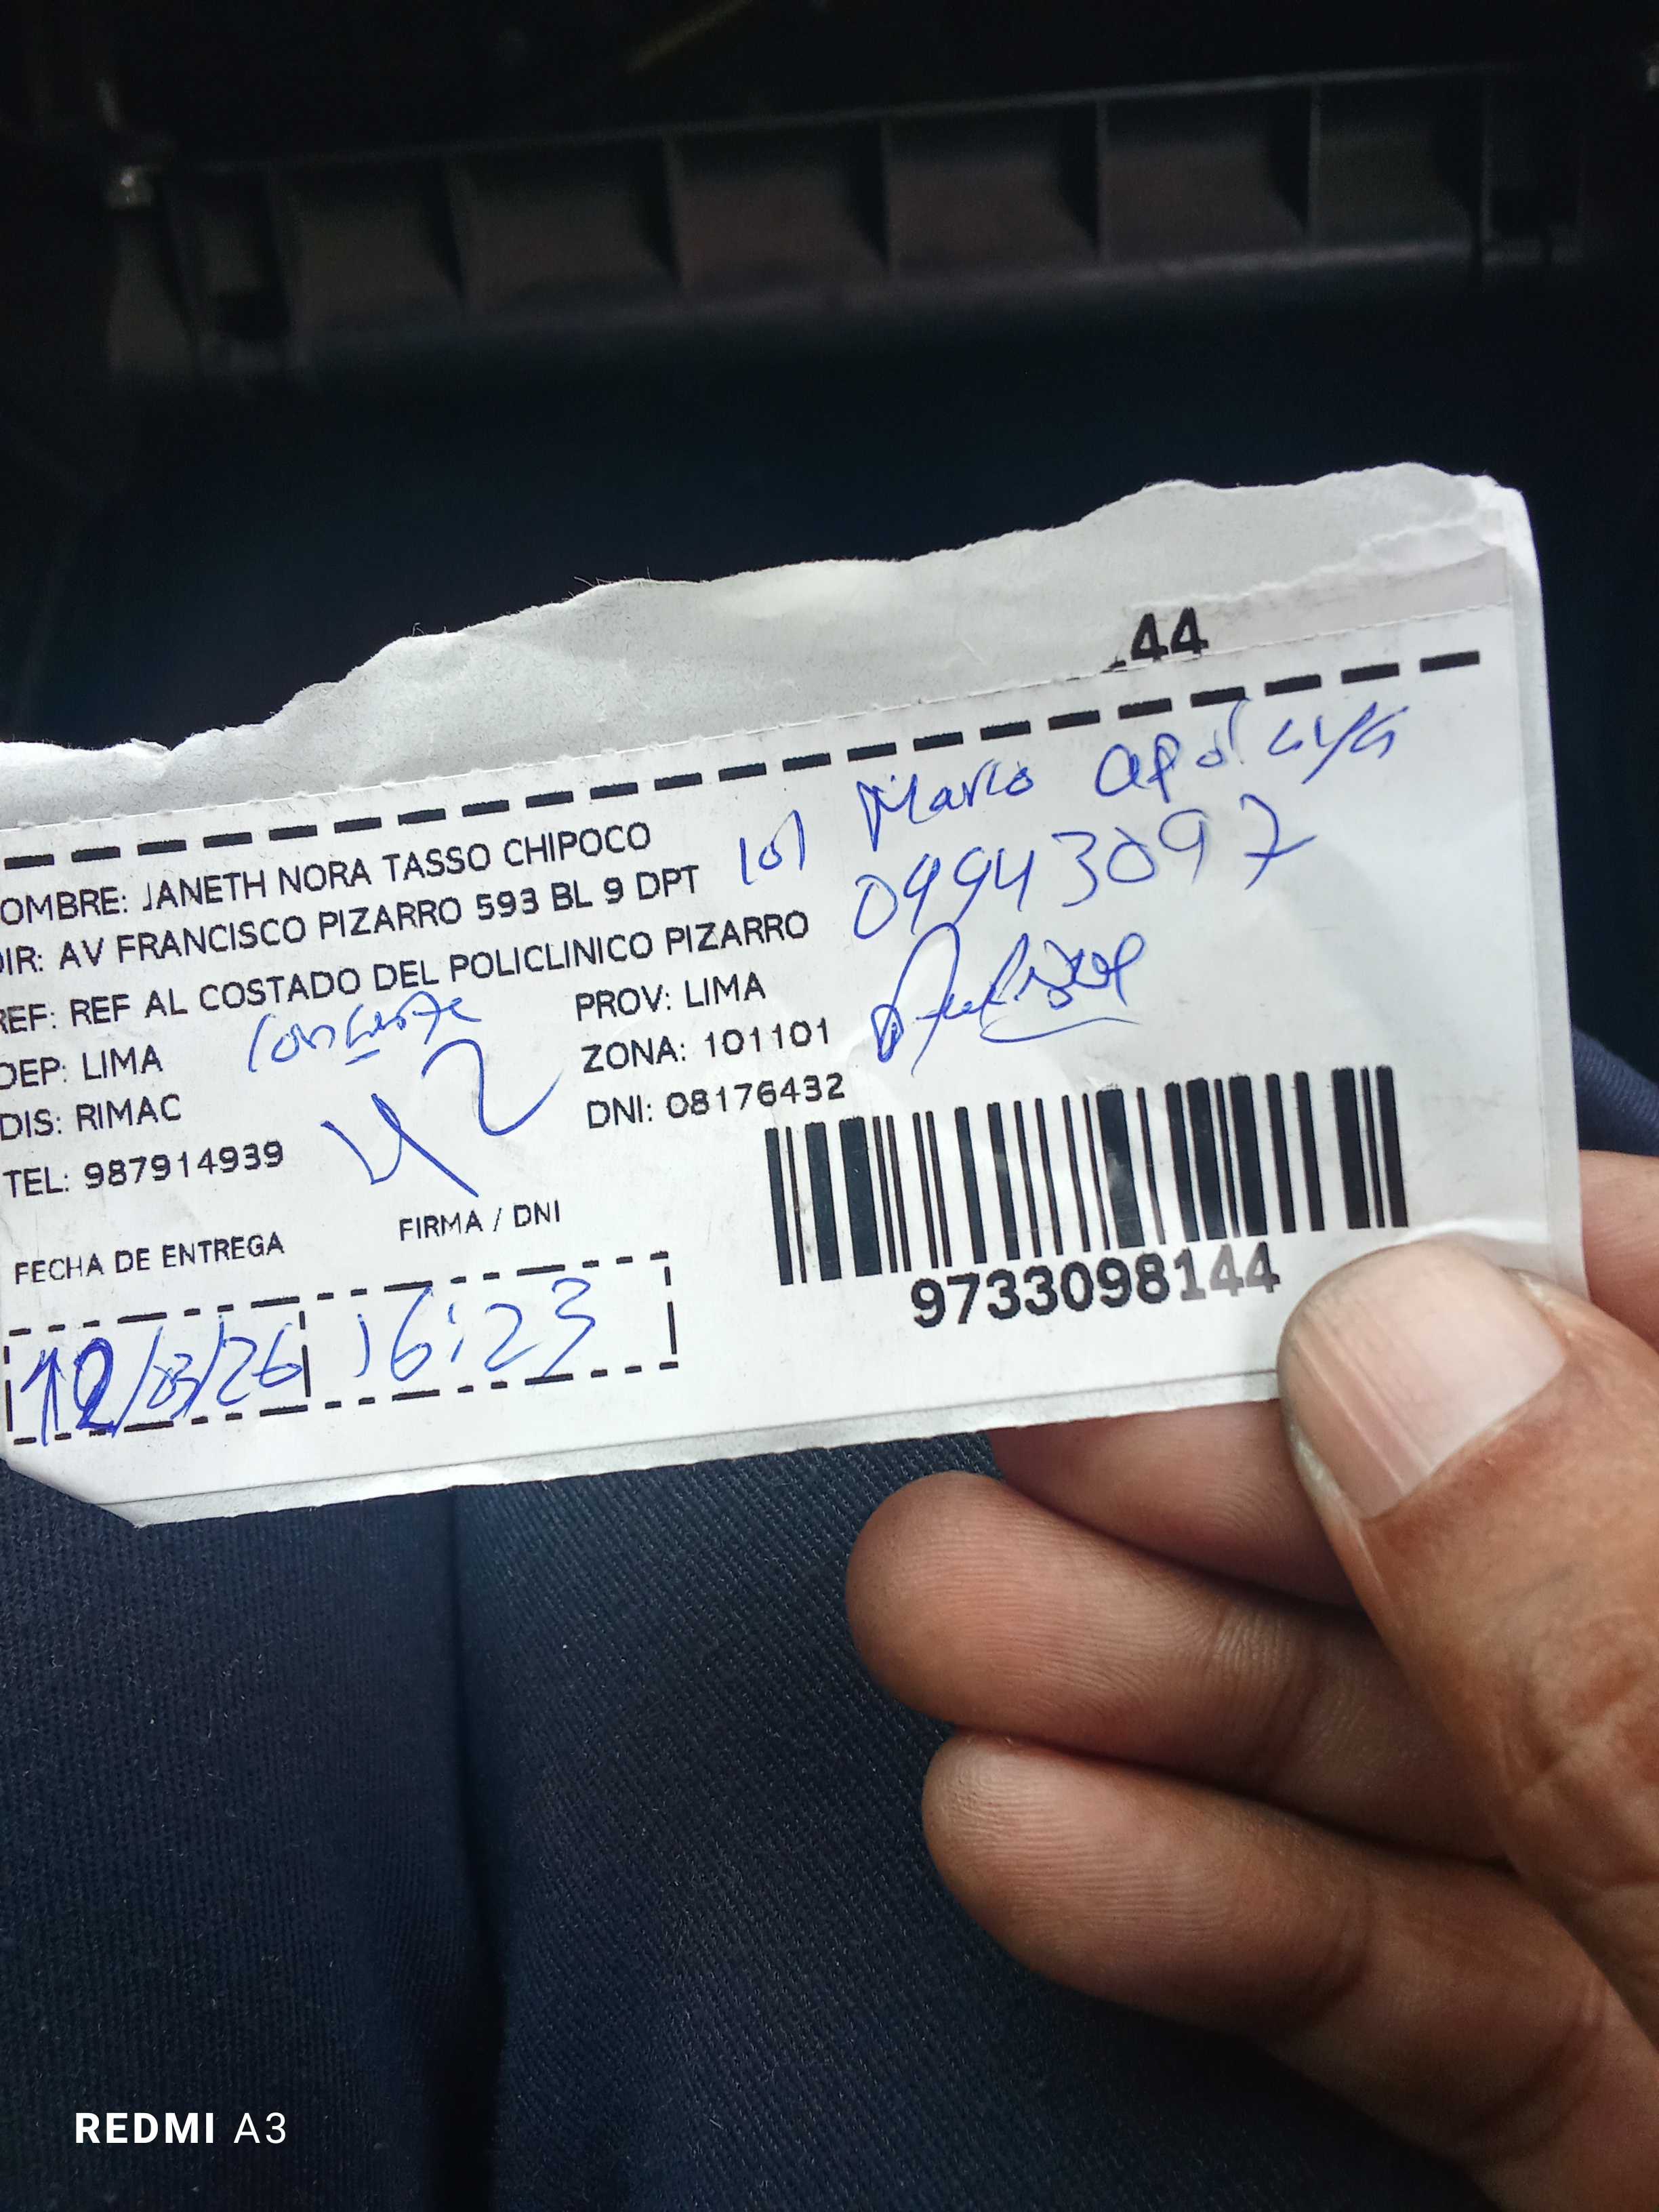 44
OMBRE: JANETH NORA TASSO CHIPOCO
DIR: AV FRANCISCO PIZARRO 593 BL 9 DPT 101
Marco
09943097
REF: REF AL COSTADO DEL POLICLINICO PIZARRO
DEP: LIMA PROV: LIMA
DIS: RIMAC ZONA: 101101
TEL: 987914939 DNI: 08176432
FECHA DE ENTREGA FIRMA / DNI
12/03/26 16:23
9733098144
REDMI A3